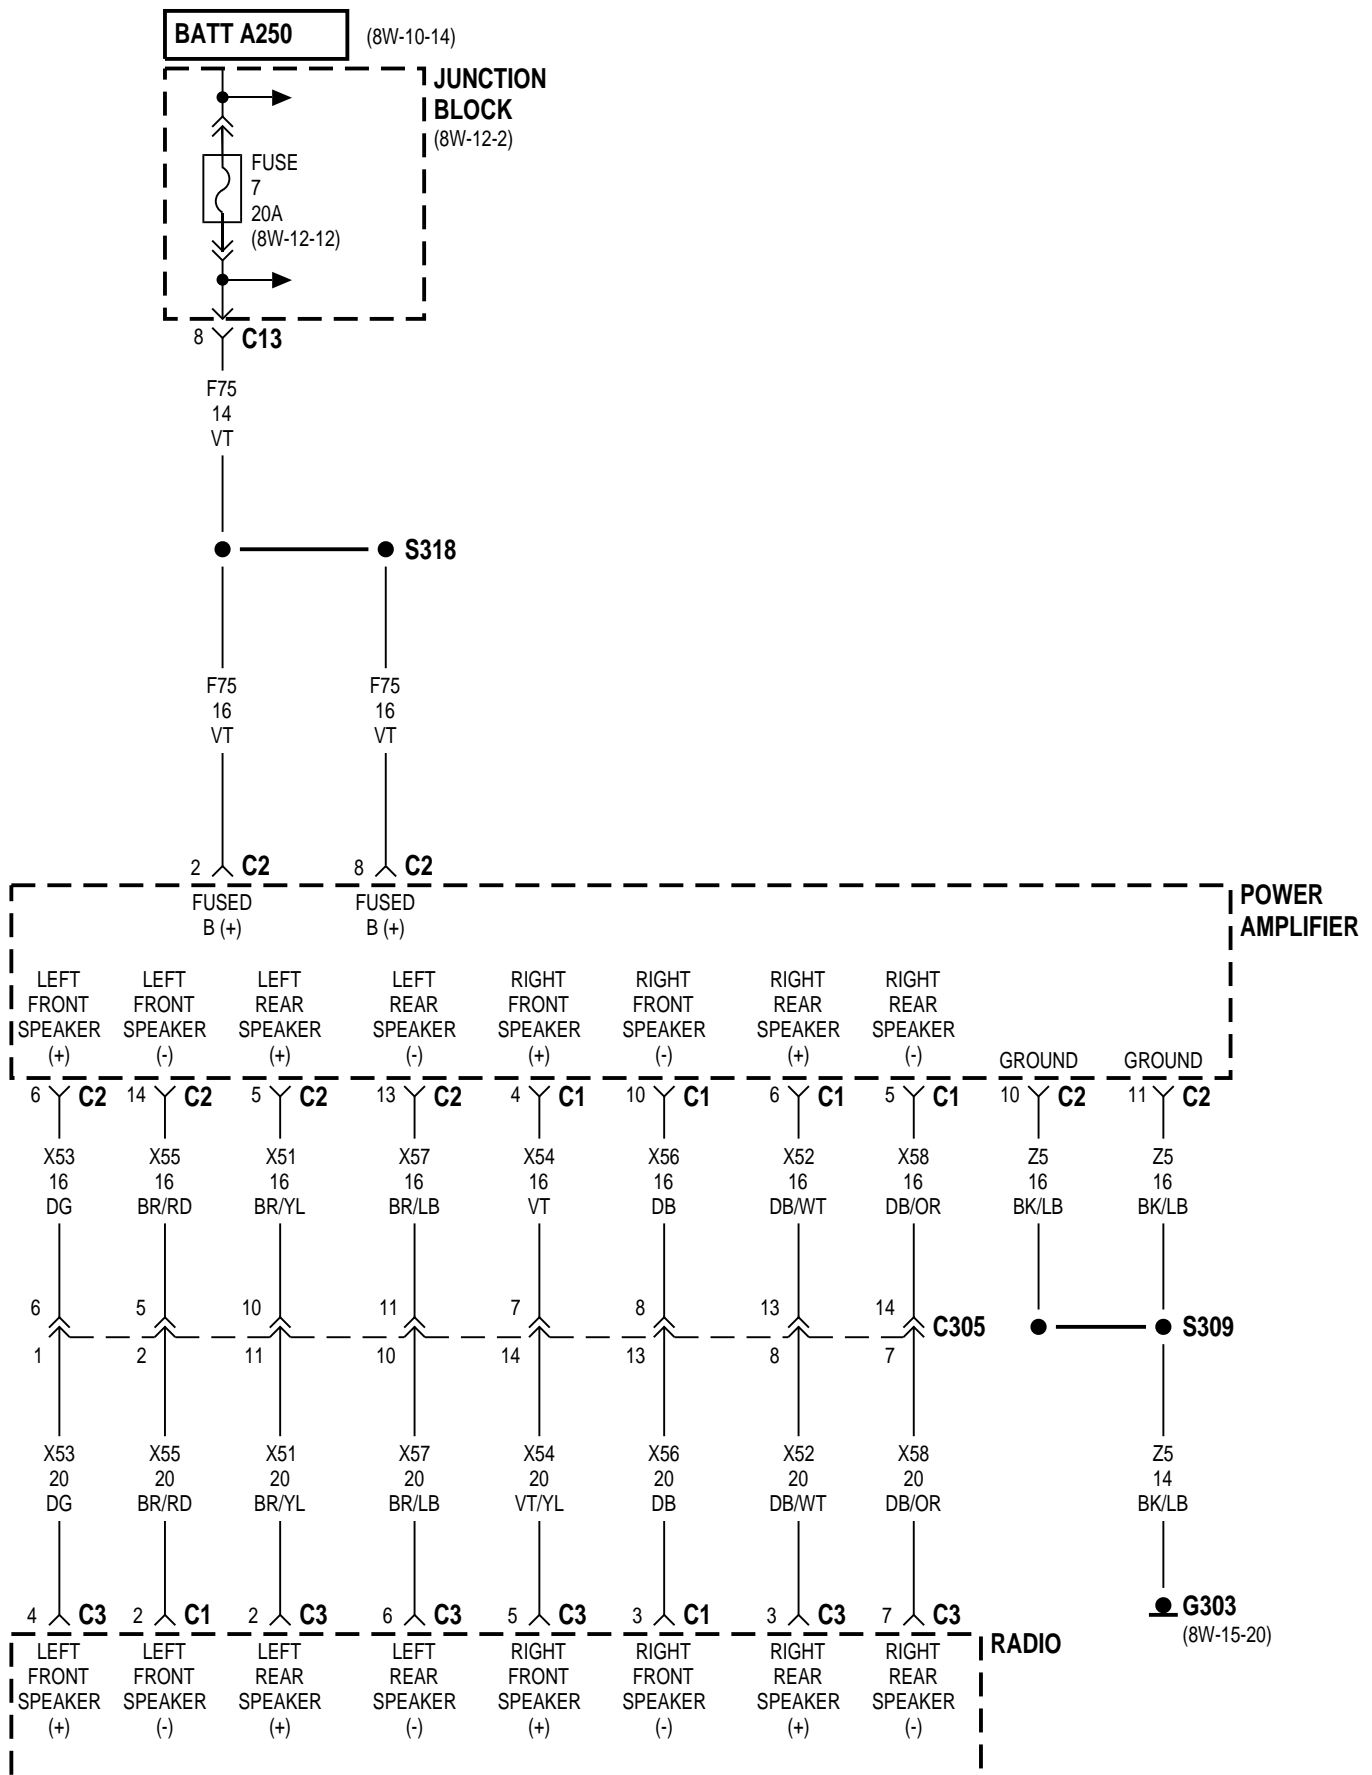 BATT A250 (8W-10-14)
JUNCTION
BLOCK
(8W-12-2)
FUSE
7
20A
(8W-12-12)
8 C13
F75
14
VT
S318
F75 F75
16 16
VT VT
2 C2 8 C2
POWER
AMPLIFIER
FUSED FUSED
B (+) B (+)
LEFT LEFT LEFT LEFT RIGHT RIGHT RIGHT RIGHT
FRONT FRONT REAR REAR FRONT FRONT REAR REAR
SPEAKER SPEAKER SPEAKER SPEAKER SPEAKER SPEAKER SPEAKER SPEAKER
(+) (-) (+) (-) (+) (-) (+) (-) GROUND GROUND
6 C2 14 C2 5 C2 13 C2 4 C1 10 C1 6 C1 5 C1 10 C2 11 C2
X53 X55 X51 X57 X54 X56 X52 X58 Z5 Z5
16 16 16 16 16 16 16 16 16 16
DG BR/RD BR/YL BR/LB VT DB DB/WT DB/OR BK/LB BK/LB
6 5 10 11 7 8 13 14
C305 S309
1 2 11 10 14 13 8 7
X53 X55 X51 X57 X54 X56 X52 X58 Z5
20 20 20 20 20 20 20 20 14
DG BR/RD BR/YL BR/LB VT/YL DB DB/WT DB/OR BK/LB
4 C3 2 C1 2 C3 6 C3 5 C3 3 C1 3 C3 7 C3 G303
(8W-15-20)
RADIO
LEFT LEFT LEFT LEFT RIGHT RIGHT RIGHT RIGHT
FRONT FRONT REAR REAR FRONT FRONT REAR REAR
SPEAKER SPEAKER SPEAKER SPEAKER SPEAKER SPEAKER SPEAKER SPEAKER
(+) (-) (+) (-) (+) (-) (+) (-)